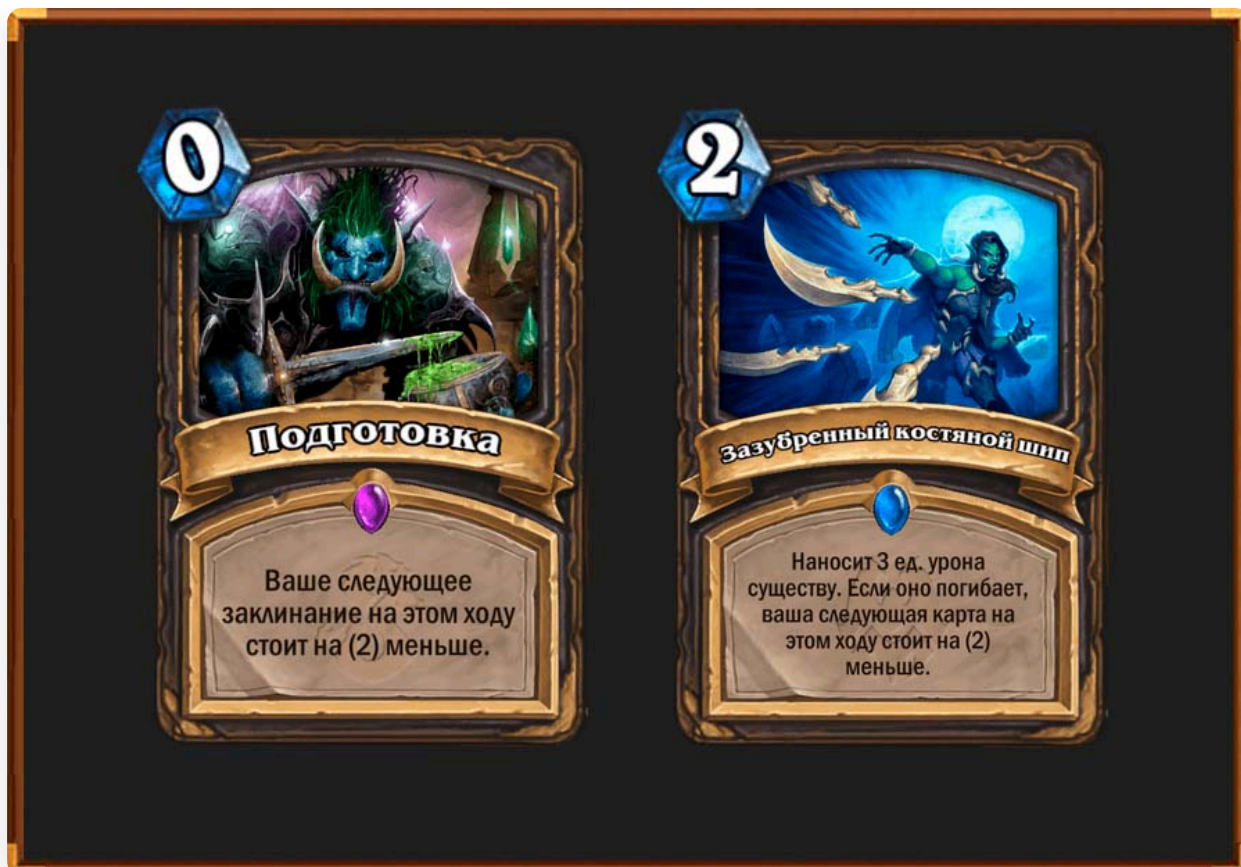 0
Подготовка
Ваше следующее
заклинание на этом ходу
стоит на (2) меньше.
2
Зазубренный костяной шип
Наносит 3 ед. урона
существу. Если оно погибает,
ваша следующая карта на
этом ходу стоит на (2)
меньше.